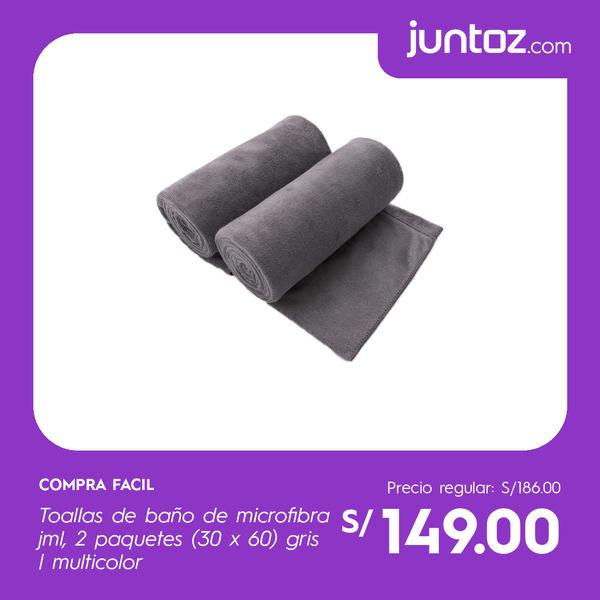 juntoz.com
COMPRA FACIL
Toallas de baño de microfibra
jml, 2 paquetes (30 x 60) gris
| multicolor
Precio regular: S/186.00
S/149.00